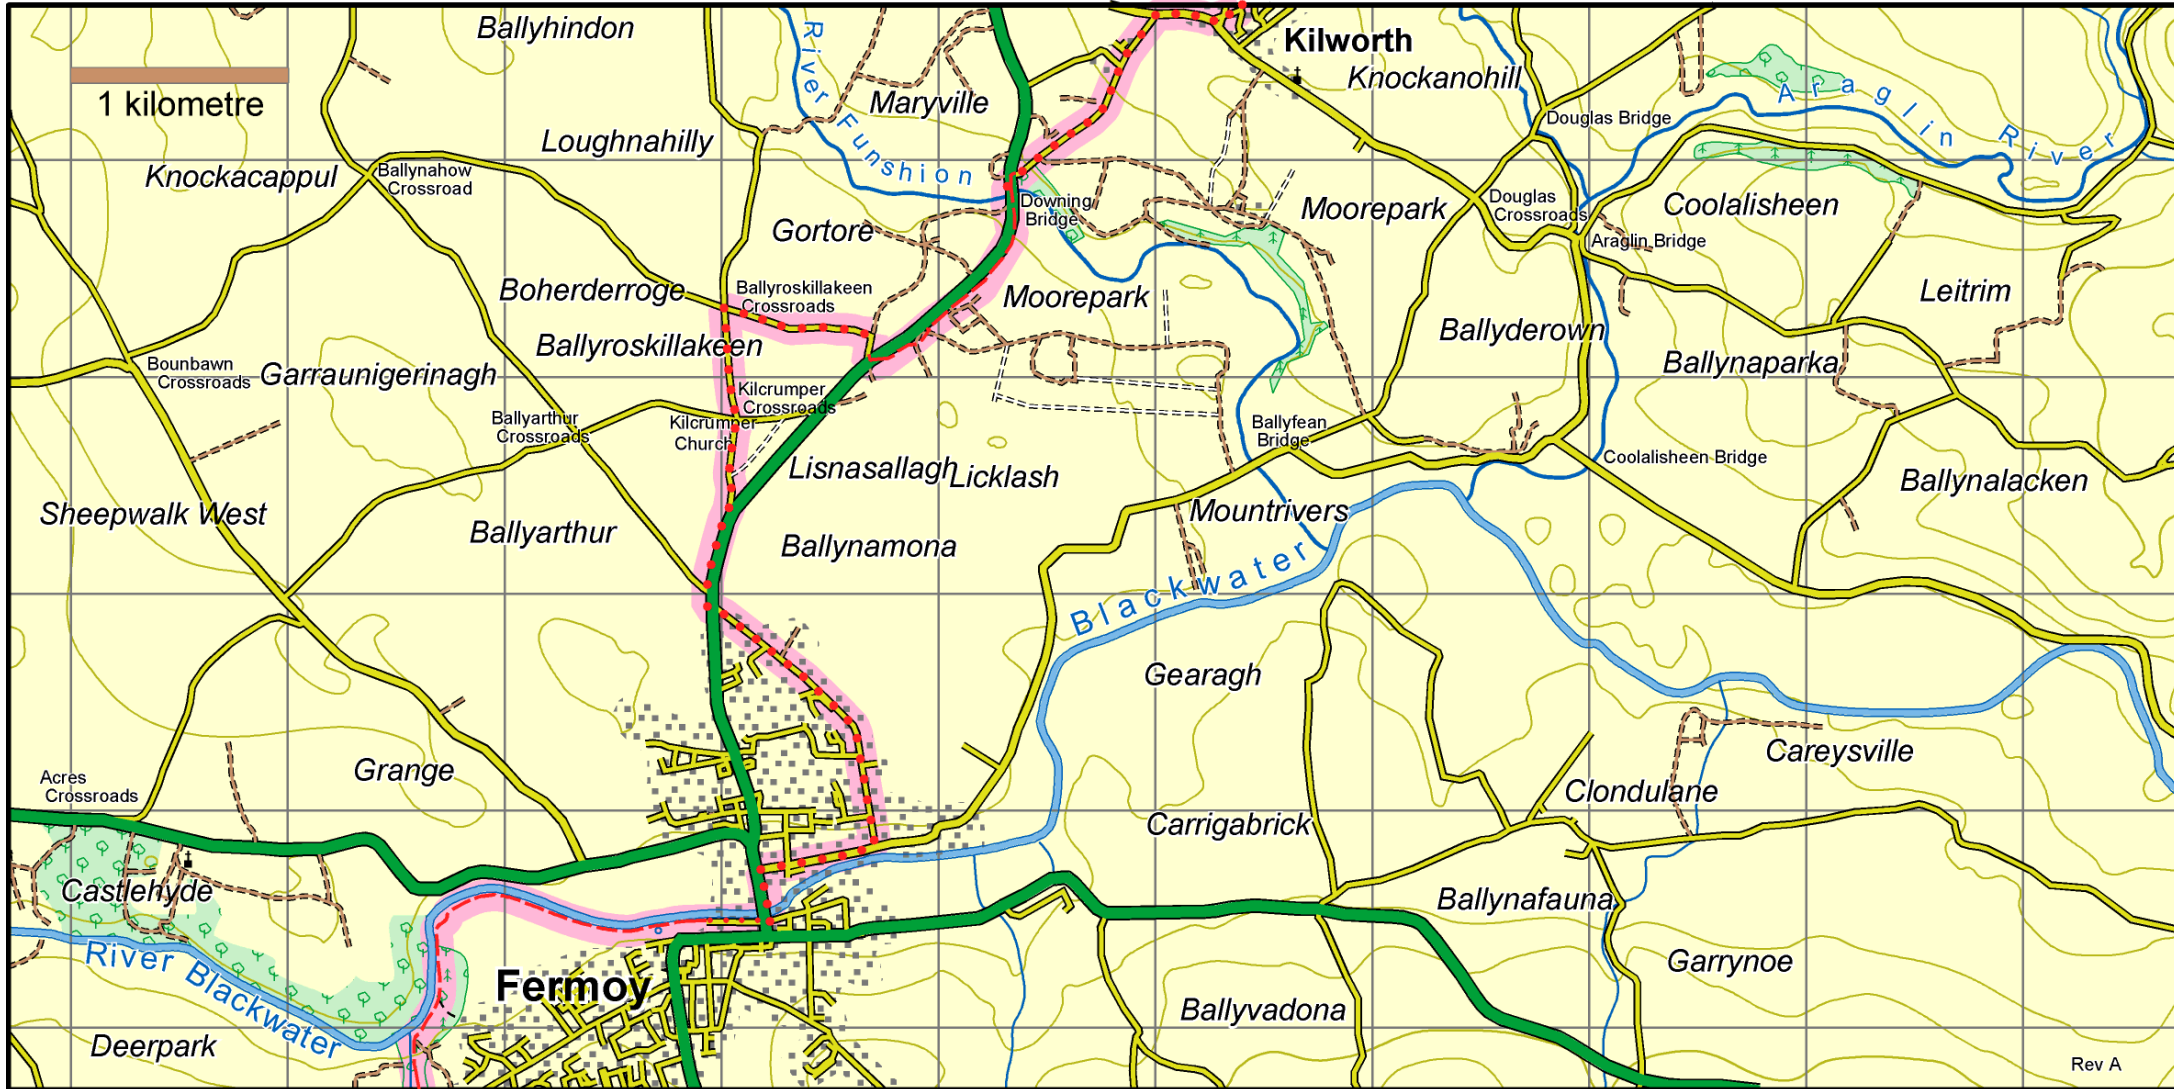 Ballyhindon
River
Funshion
Kilworth
Knockanohill
1 kilometre
Maryville
Araglin River
Douglas Bridge
Loughnahilly
Knockacappul
Ballynahow
Crossroad
Downing
Bridge
Moorepark
Douglas
Crossroads
Coolalisheen
Gortore
Araglin Bridge
Boherderroge
Ballyroskillakeen
Crossroads
Moorepark
Leitrim
Ballyroskillakeen
Ballyderown
Bounbawn
Crossroads
Garraunigerinagh
Ballynaparka
Kilcrumper
Crossroads
Ballyarthur
Crossroads
Kilcrumper
Church
Ballyfean
Bridge
Coolalisheen Bridge
Lisnasallagh
Licklash
Ballynalacken
Sheepwalk West
Mountrivers
Ballyarthur
Ballynamona
Blackwater
Gearagh
Careysville
Grange
Acres
Crossroads
Clondulane
Carrigabrick
Castlehyde
Ballynafauna
River Blackwater
Garrynoe
Fermoy
Ballyvadona
Deerpark
Rev A